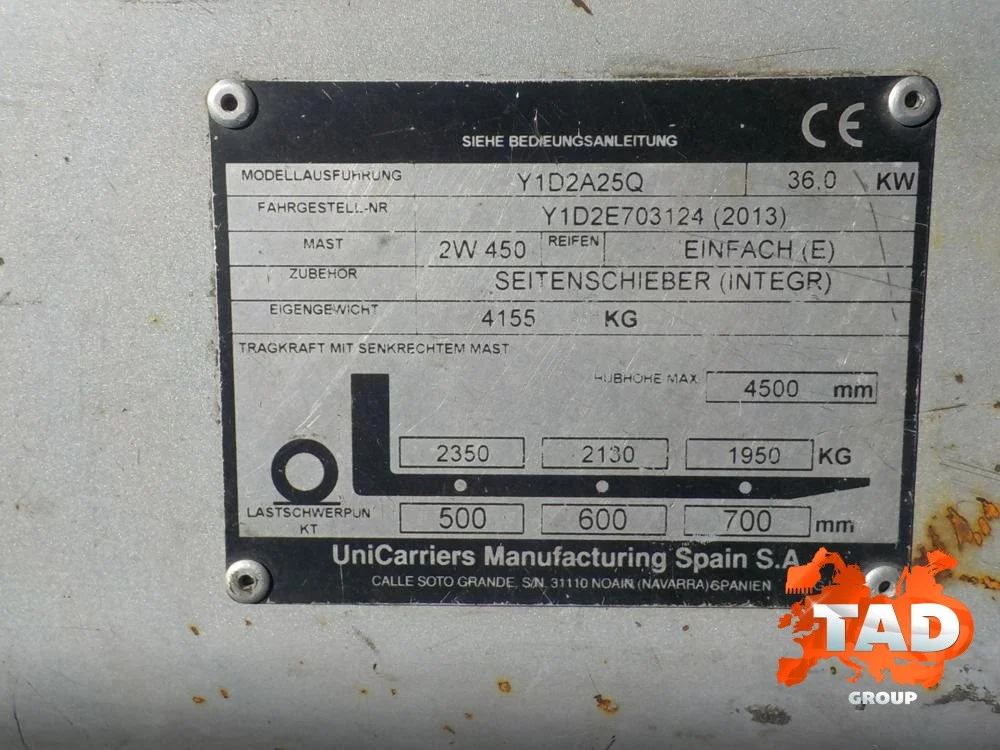 CE
SIEHE BEDIEUNGSANLEITUNG
MODELLAUSFUHRUNG Y1D2A25Q 36.0 KW
FAHRGESTELL-NR Y1D2E703124 (2013)
MAST 2W 450 REIFEN EINFACH (E)
ZUBEHOR SEITENSCHIEBER (INTEGR)
EIGENGEWICHT 4155 KG
TRAGKRAFT MIT SENKRECHTEM MAST
HUBHOHE MAX. 4500 mm
2350 2130 1950 KG
LASTSCHWERPUN
KT
500 600 700 mm
UniCarriers Manufacturing Spain S.A
CALLE SOTO GRANDE, S/N, 31110 NOAIN (NAVARRA) SPANIEN
TAD
GROUP